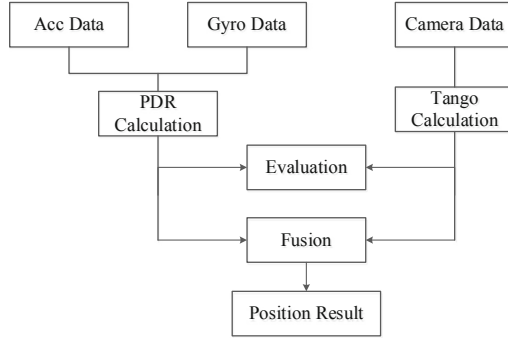 Acc Data
Gyro Data
Camera Data
PDR
Calculation
Tango
Calculation
Evaluation
Fusion
Position Result